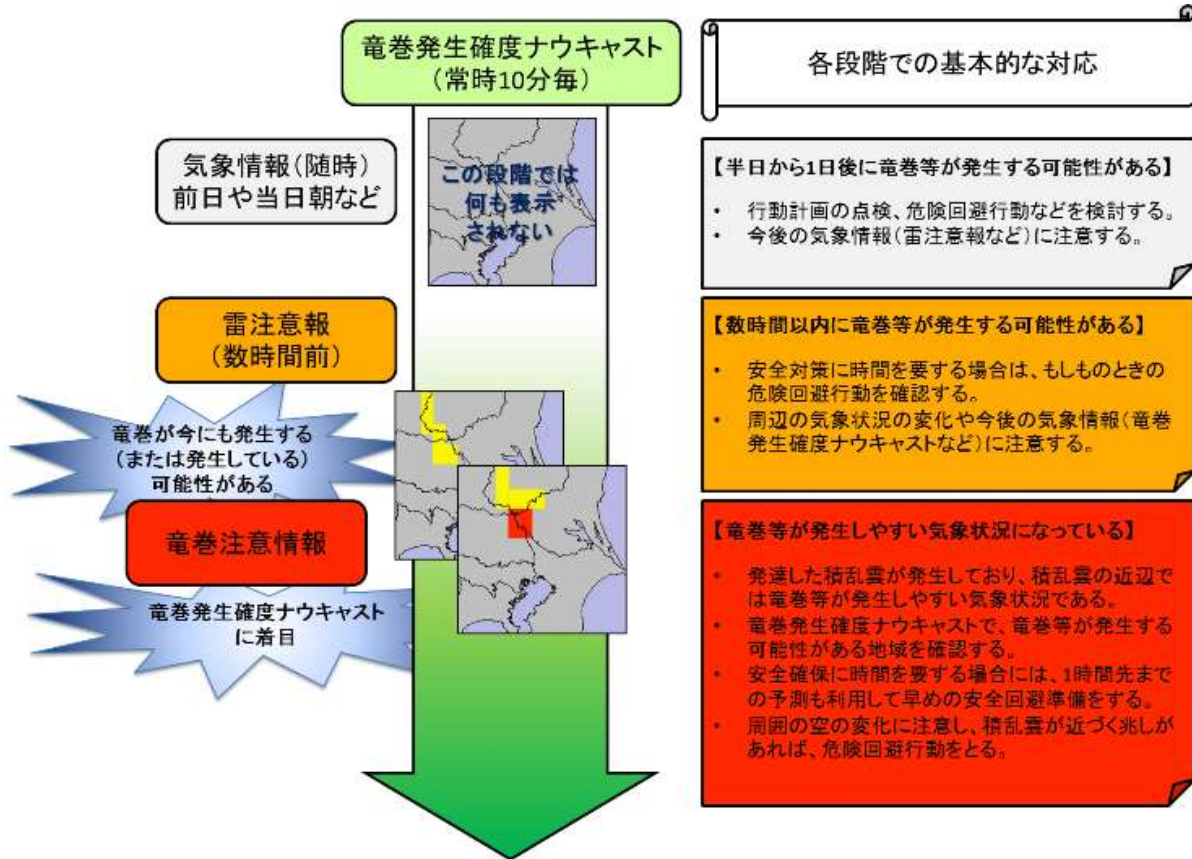 竜巻発生確度ナウキャスト
(常時10分毎)
各段階での基本的な対応
気象情報(随時)
前日や当日朝など
この段階では
何も表示
されない
【半日から1日後に竜巻等が発生する可能性がある】
• 行動計画の点検、危険回避行動などを検討する。
• 今後の気象情報(雷注意報など)に注意する。
雷注意報
(数時間前)
【数時間以内に竜巻等が発生する可能性がある】
• 安全対策に時間を要する場合は、もしものときの
危険回避行動を確認する。
• 周辺の気象状況の変化や今後の気象情報(竜巻
発生確度ナウキャストなど)に注意する。
竜巻が今にも発生する
(または発生している)
可能性がある
竜巻注意情報
竜巻発生確度ナウキャスト
に着目
【竜巻等が発生しやすい気象状況になっている】
• 発達した積乱雲が発生しており、積乱雲の近辺で
は竜巻等が発生しやすい気象状況である。
• 竜巻発生確度ナウキャストで、竜巻等が発生する
可能性がある地域を確認する。
• 安全確保に時間を要する場合には、1時間先まで
の予測も利用して早めの安全回避準備をする。
• 周囲の空の変化に注意し、積乱雲が近づく兆しが
あれば、危険回避行動をとる。